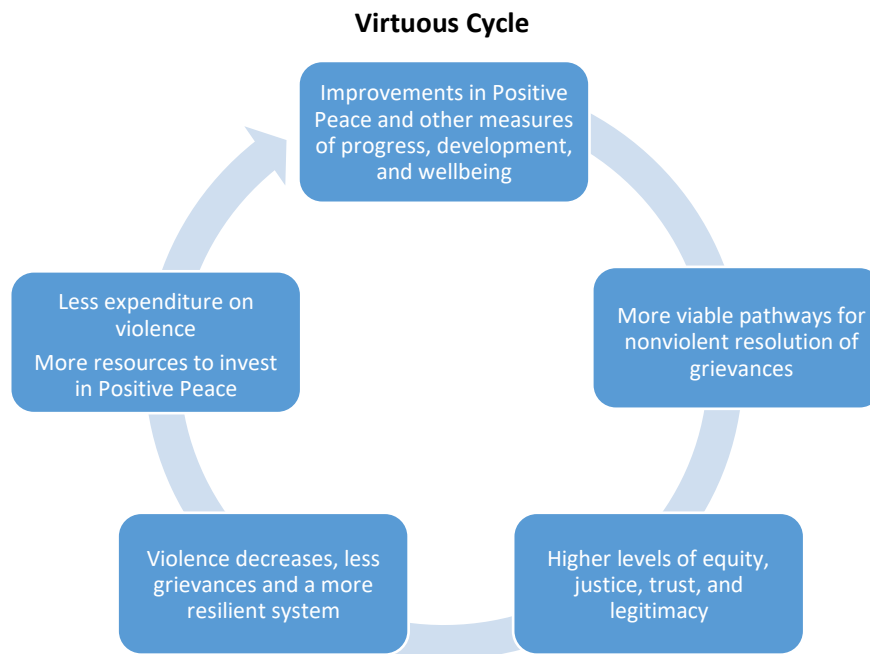 Virtuous Cycle
Improvements in Positive
Peace and other measures
of progress, development,
and wellbeing
More viable pathways for
nonviolent resolution of
grievances
Higher levels of equity,
justice, trust, and
legitimacy
Violence decreases, less
grievances and a more
resilient system
Less expenditure on
violence
More resources to invest
in Positive Peace